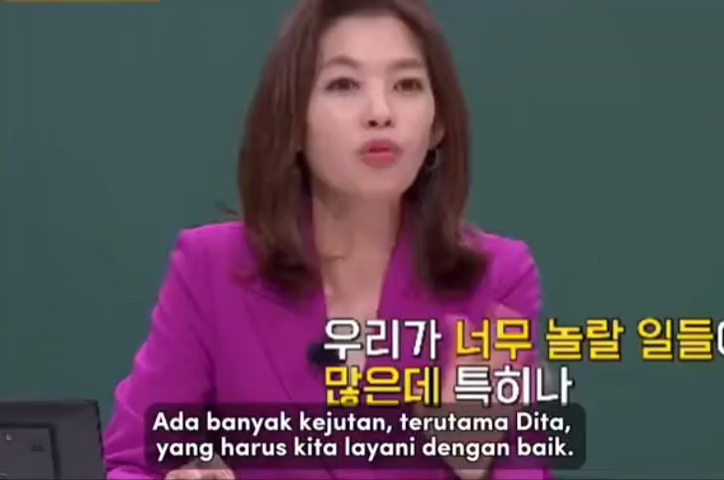 우리가 너무 놀랄 일들이
많은데 특히나
Ada banyak kejutan, terutama Dita,
yang harus kita layani dengan baik.